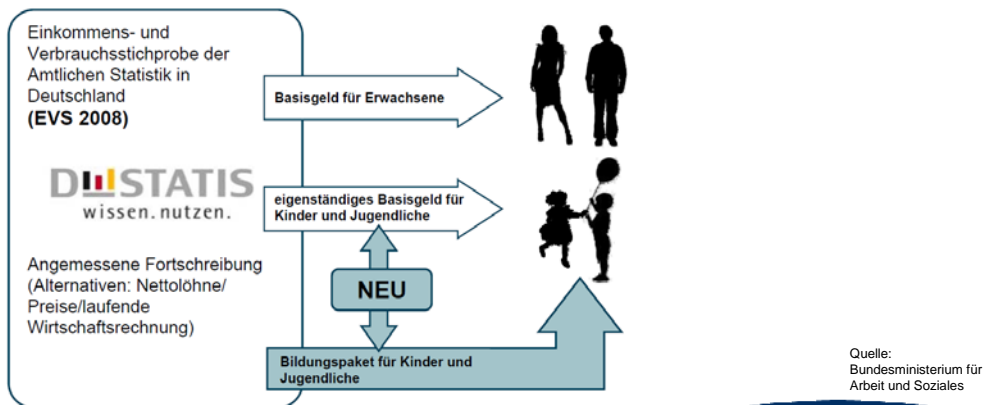 Einkommens- und
Verbrauchsstichprobe der
Amtlichen Statistik in
Deutschland
(EVS 2008)
Basisgeld für Erwachsene
DESTATIS
wissen.nutzen.
eigenständiges Basisgeld für
Kinder und Jugendliche
Angemessene Fortschreibung
(Alternativen: Nettolöhne/
Preise/laufende
Wirtschaftsrechnung)
NEU
Bildungspaket für Kinder und
Jugendliche
Quelle:
Bundesministerium für
Arbeit und Soziales